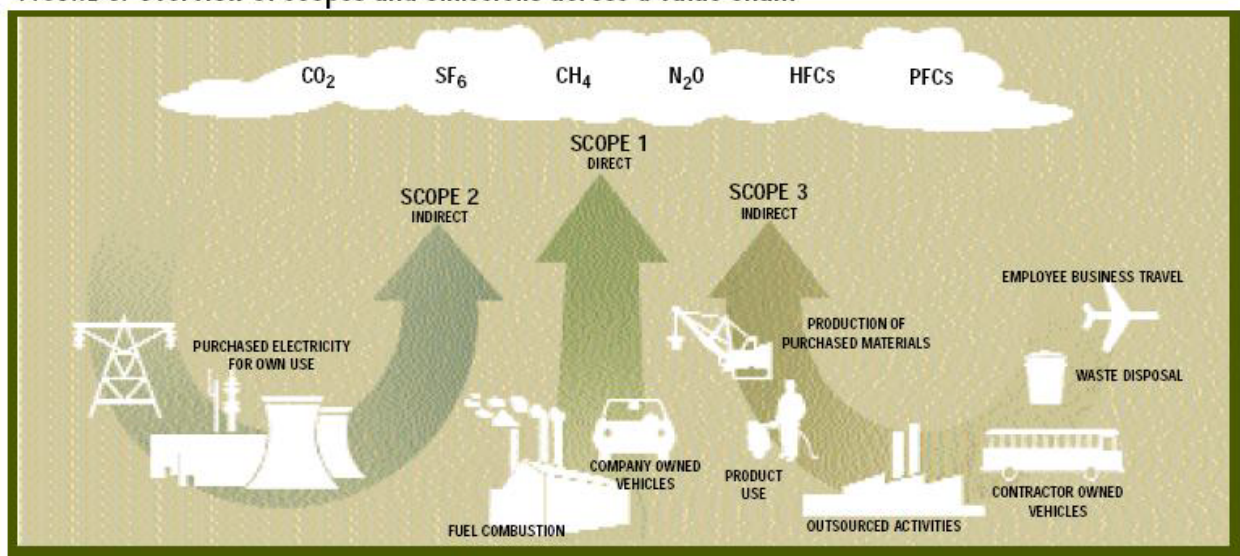 CO₂ SF₆ CH₄ N₂O HFCs PFCs
SCOPE 1
DIRECT
SCOPE 2
INDIRECT
SCOPE 3
INDIRECT
PURCHASED ELECTRICITY
FOR OWN USE
FUEL COMBUSTION
COMPANY OWNED
VEHICLES
PRODUCTION OF
PURCHASED MATERIALS
PRODUCT
USE
OUTSOURCED ACTIVITIES
EMPLOYEE BUSINESS TRAVEL
WASTE DISPOSAL
CONTRACTOR OWNED
VEHICLES